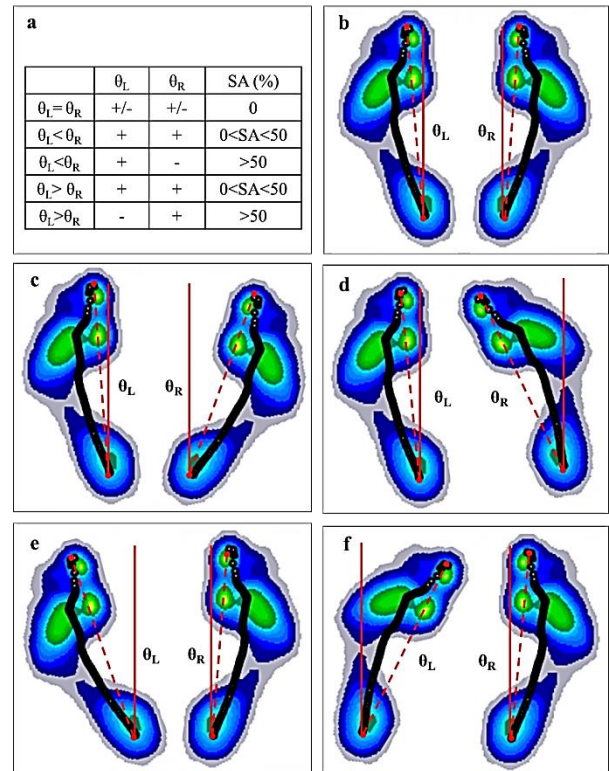 a
θL θR SA (%)
θL= θR +/- +/- 0
θL< θR + + 0<SA<50
θL<θR + - >50
θL> θR + + 0<SA<50
θL>θR - + >50
b
θL θR
c
θL θR
d
θL θR
e
θL θR
f
θL θR